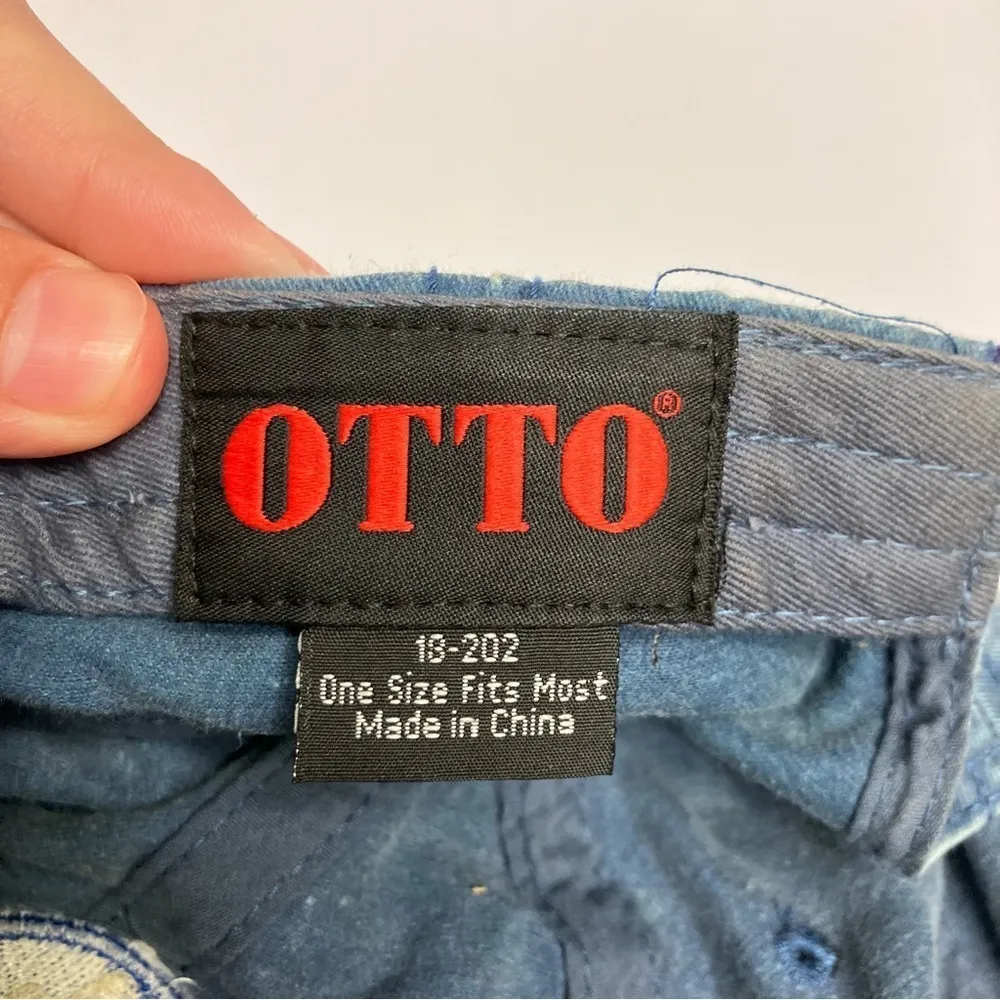 OTTO®
18-202
One Size Fits Most
Made in China